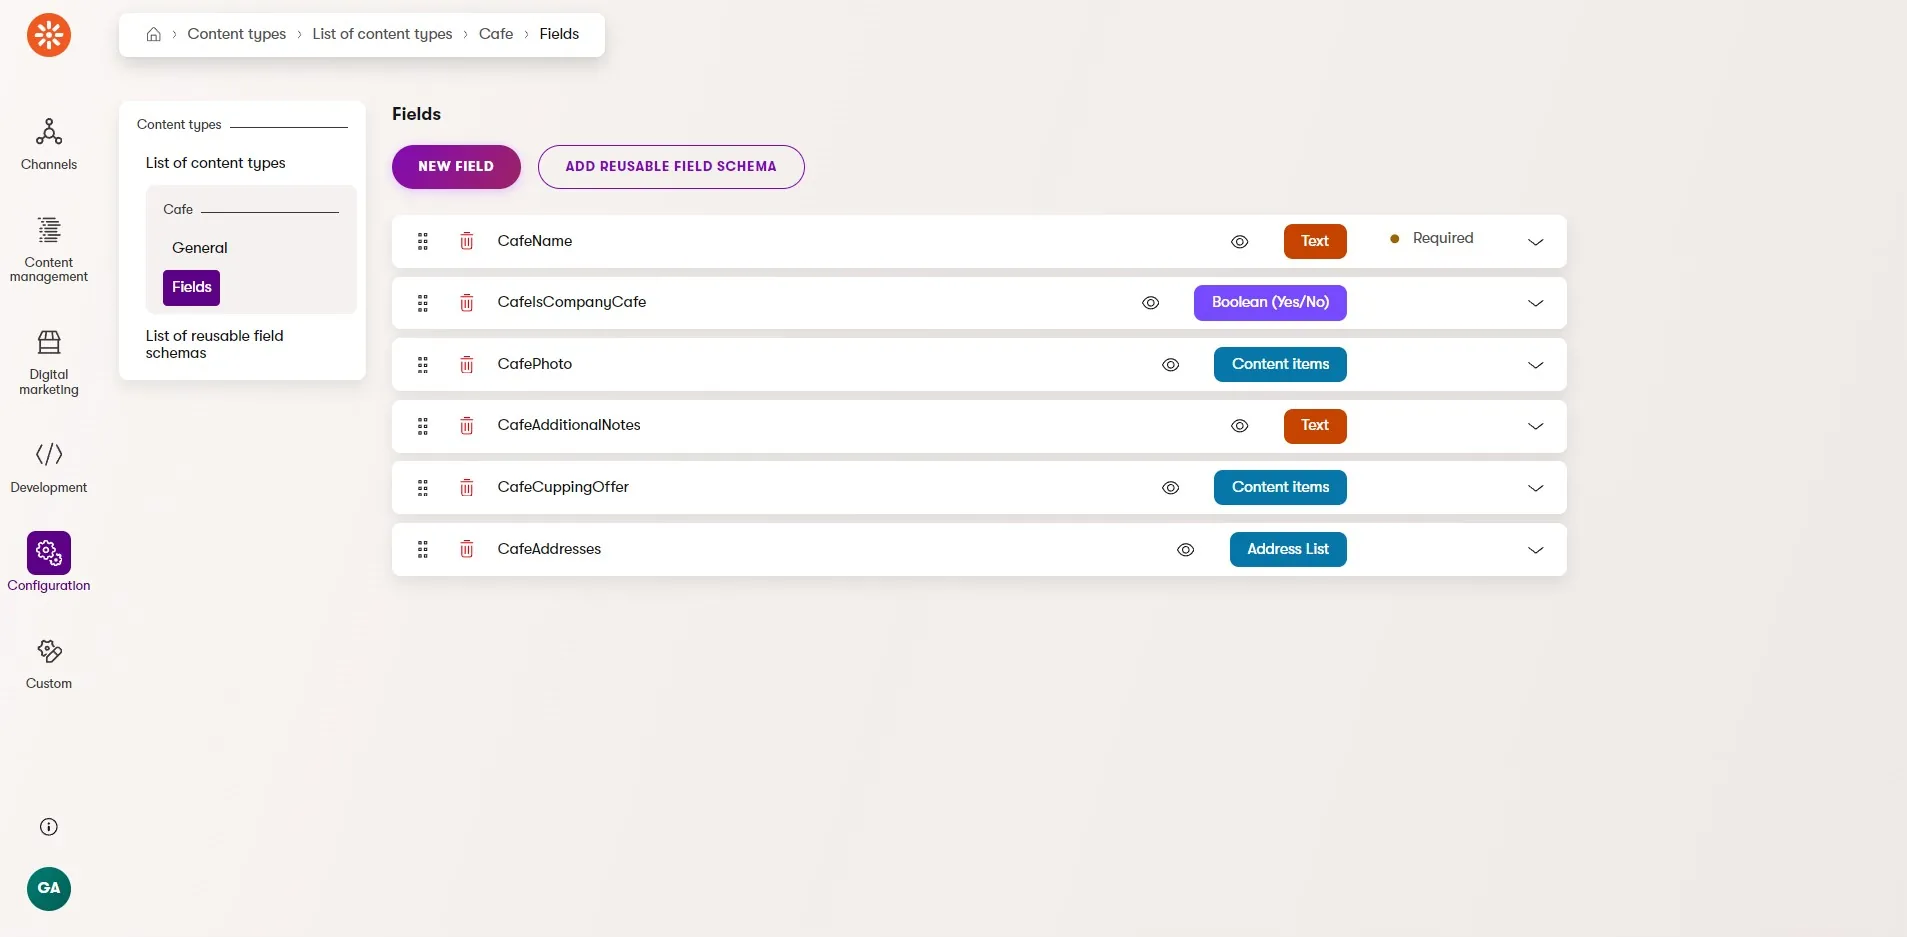 Content types > List of content types > Cafe > Fields
Channels
Content
management
Digital
marketing
Development
Configuration
Custom
GA
Content types
List of content types
Cafe
General
Fields
List of reusable field
schemas
Fields
NEW FIELD
ADD REUSABLE FIELD SCHEMA
CafeName Text Required
CafeIsCompanyCafe Boolean (Yes/No)
CafePhoto Content items
CafeAdditionalNotes Text
CafeCuppingOffer Content items
CafeAddresses Address List